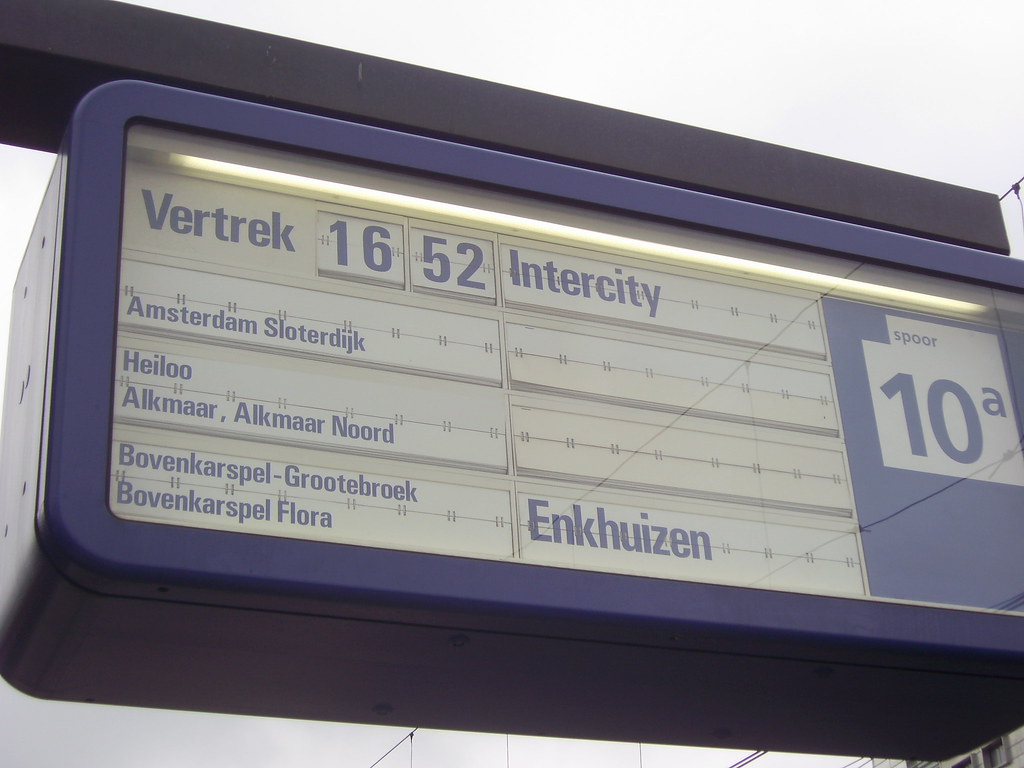 Vertrek 16 52 Intercity
Amsterdam Sloterdijk
Heiloo
Alkmaar, Alkmaar Noord
Bovenkarspel-Grootebroek
Bovenkarspel Flora
Enkhuizen
spoor
10a